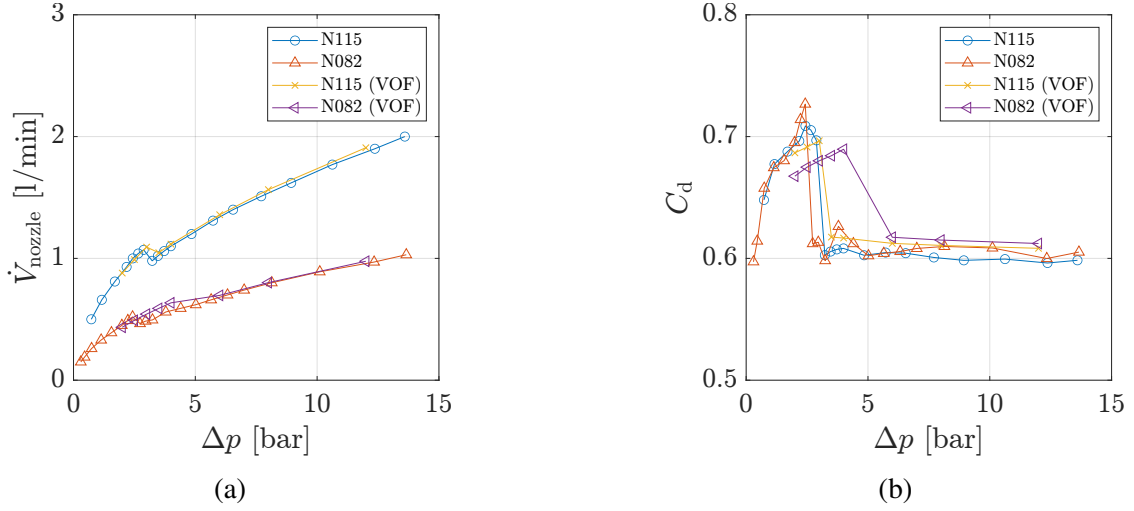 3
2
1
0
0
5
10
15
V̇nozzle [l/min]
Δp [bar]
N115
N082
N115 (VOF)
N082 (VOF)
(a)
0.8
0.7
0.6
0.5
0
5
10
15
Cd
Δp [bar]
N115
N082
N115 (VOF)
N082 (VOF)
(b)